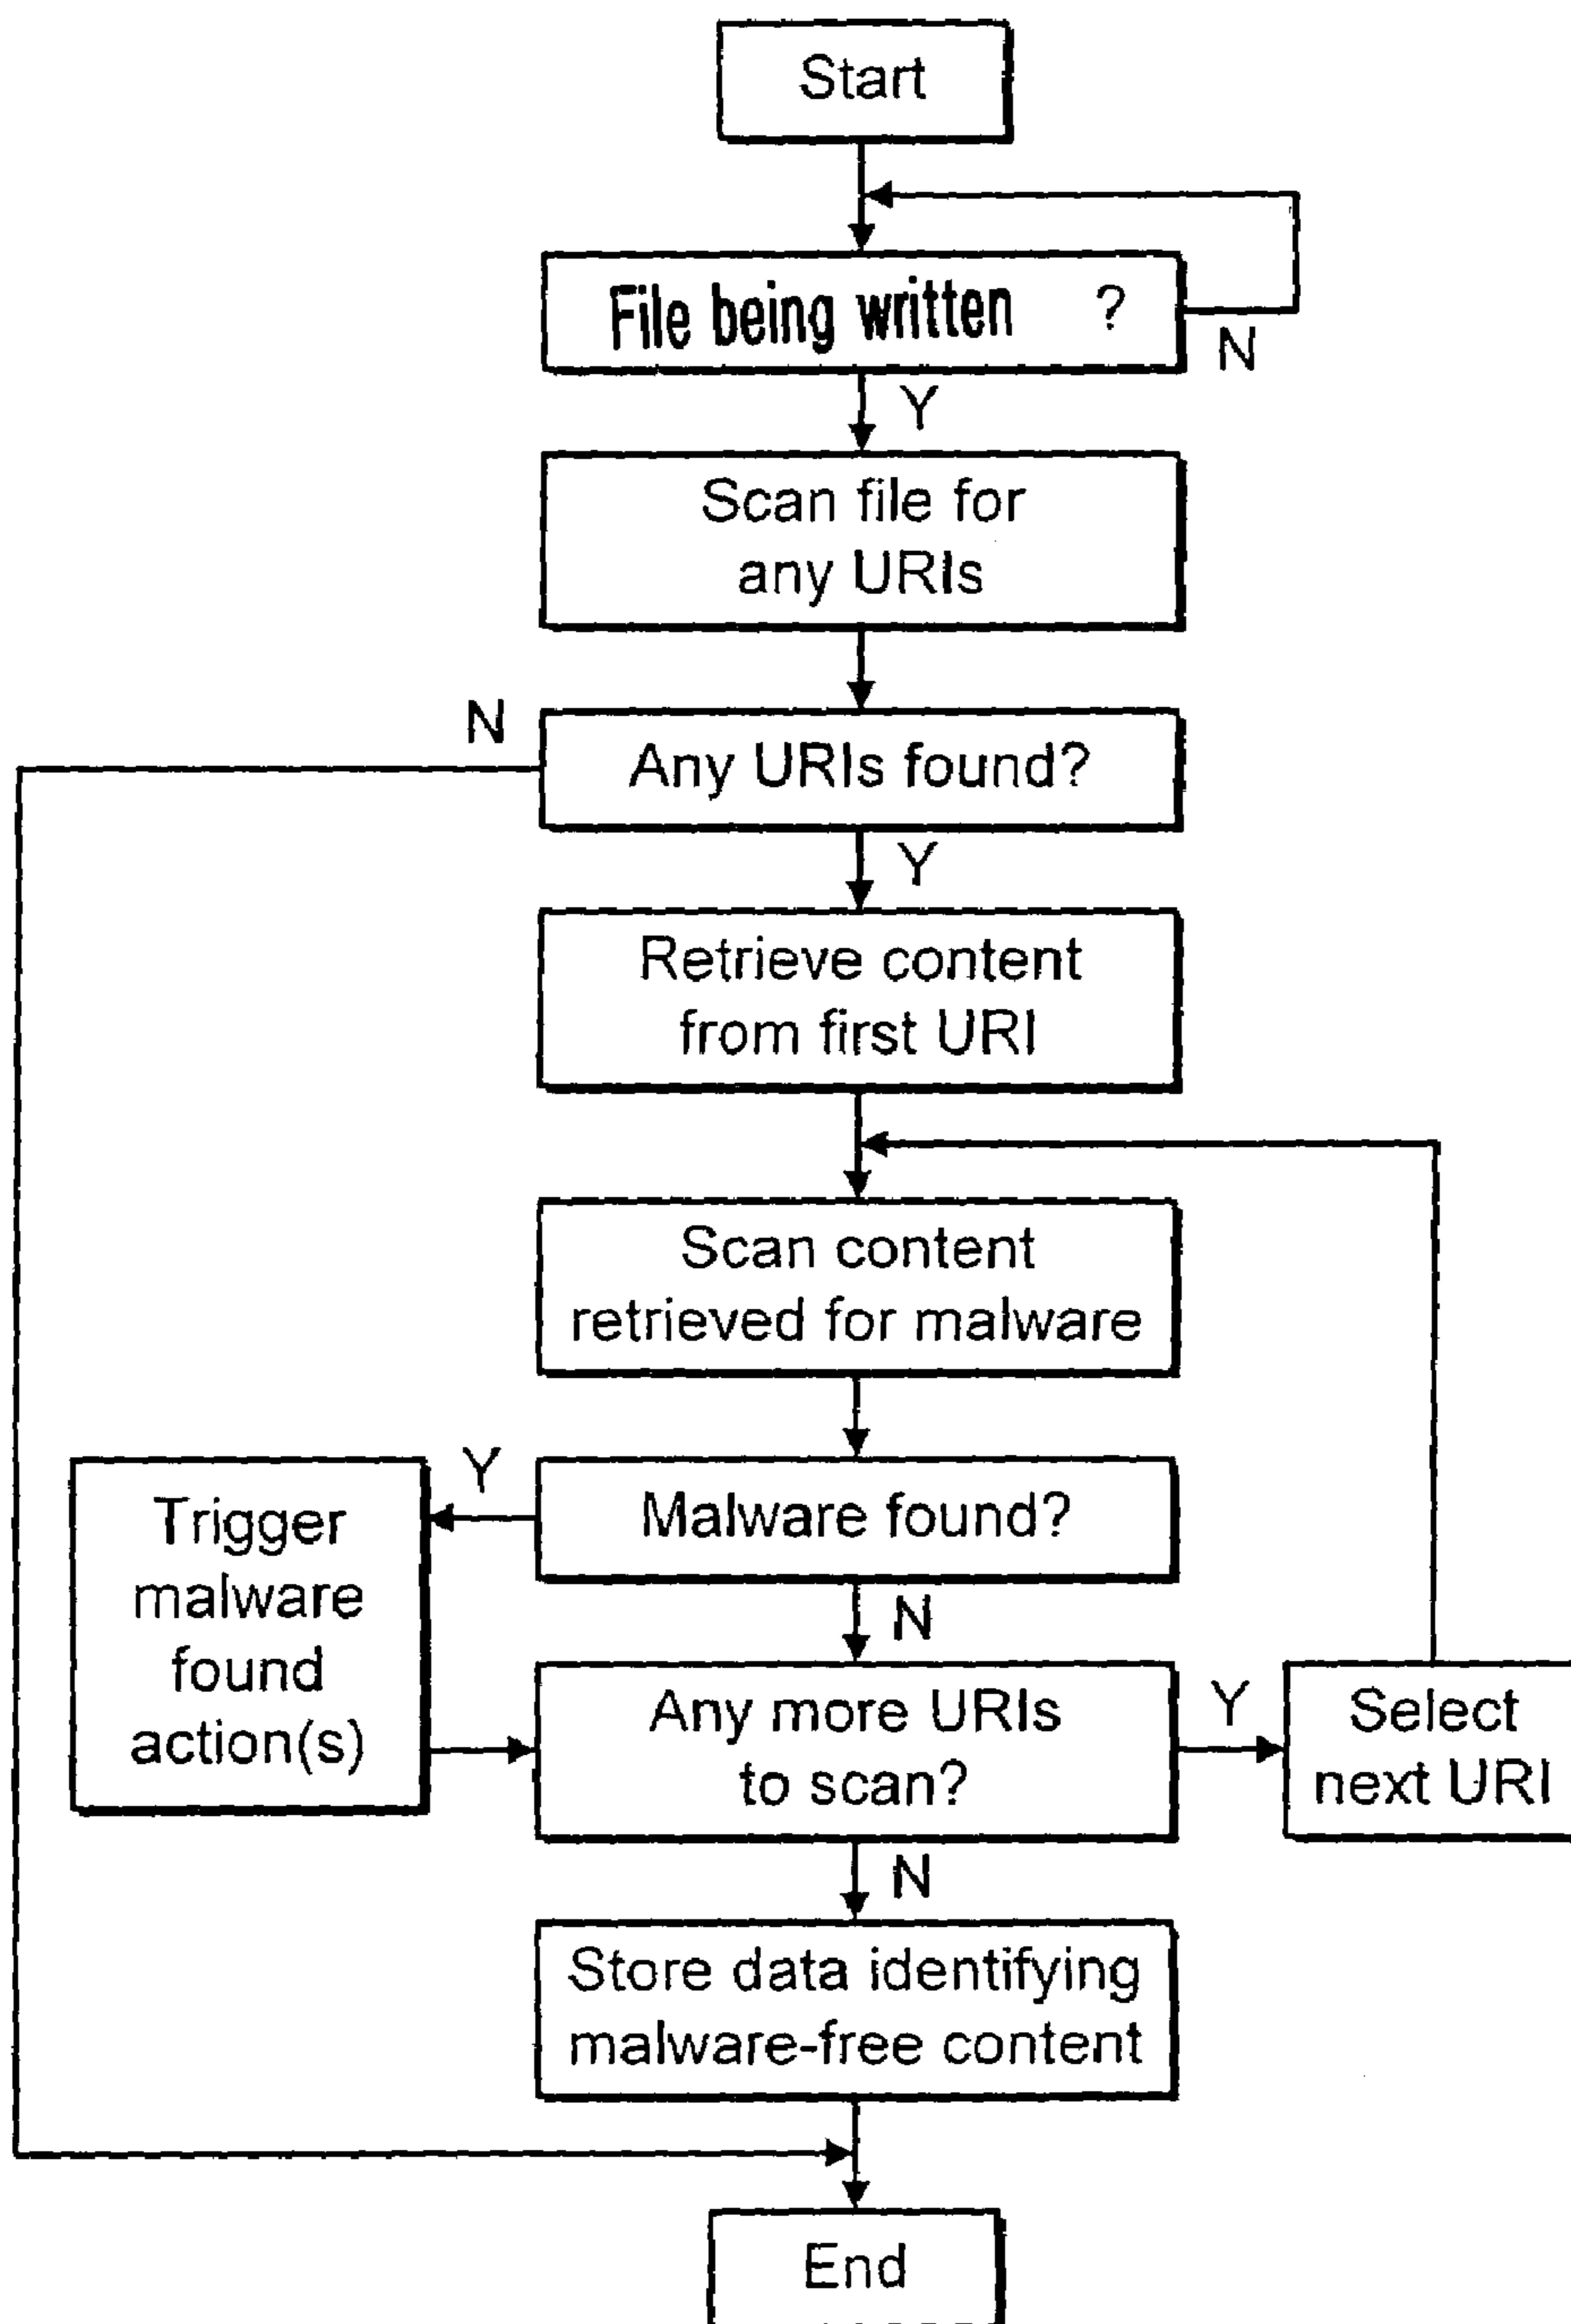 Start
File being written ?
N
Y
Scan file for
any URIs
N
Any URIs found?
Y
Retrieve content
from first URI
Scan content
retrieved for malware
Y
Malware found?
Trigger
malware
found
action(s)
N
Any more URIs
to scan?
Y
Select
next URI
N
Store data identifying
malware-free content
End